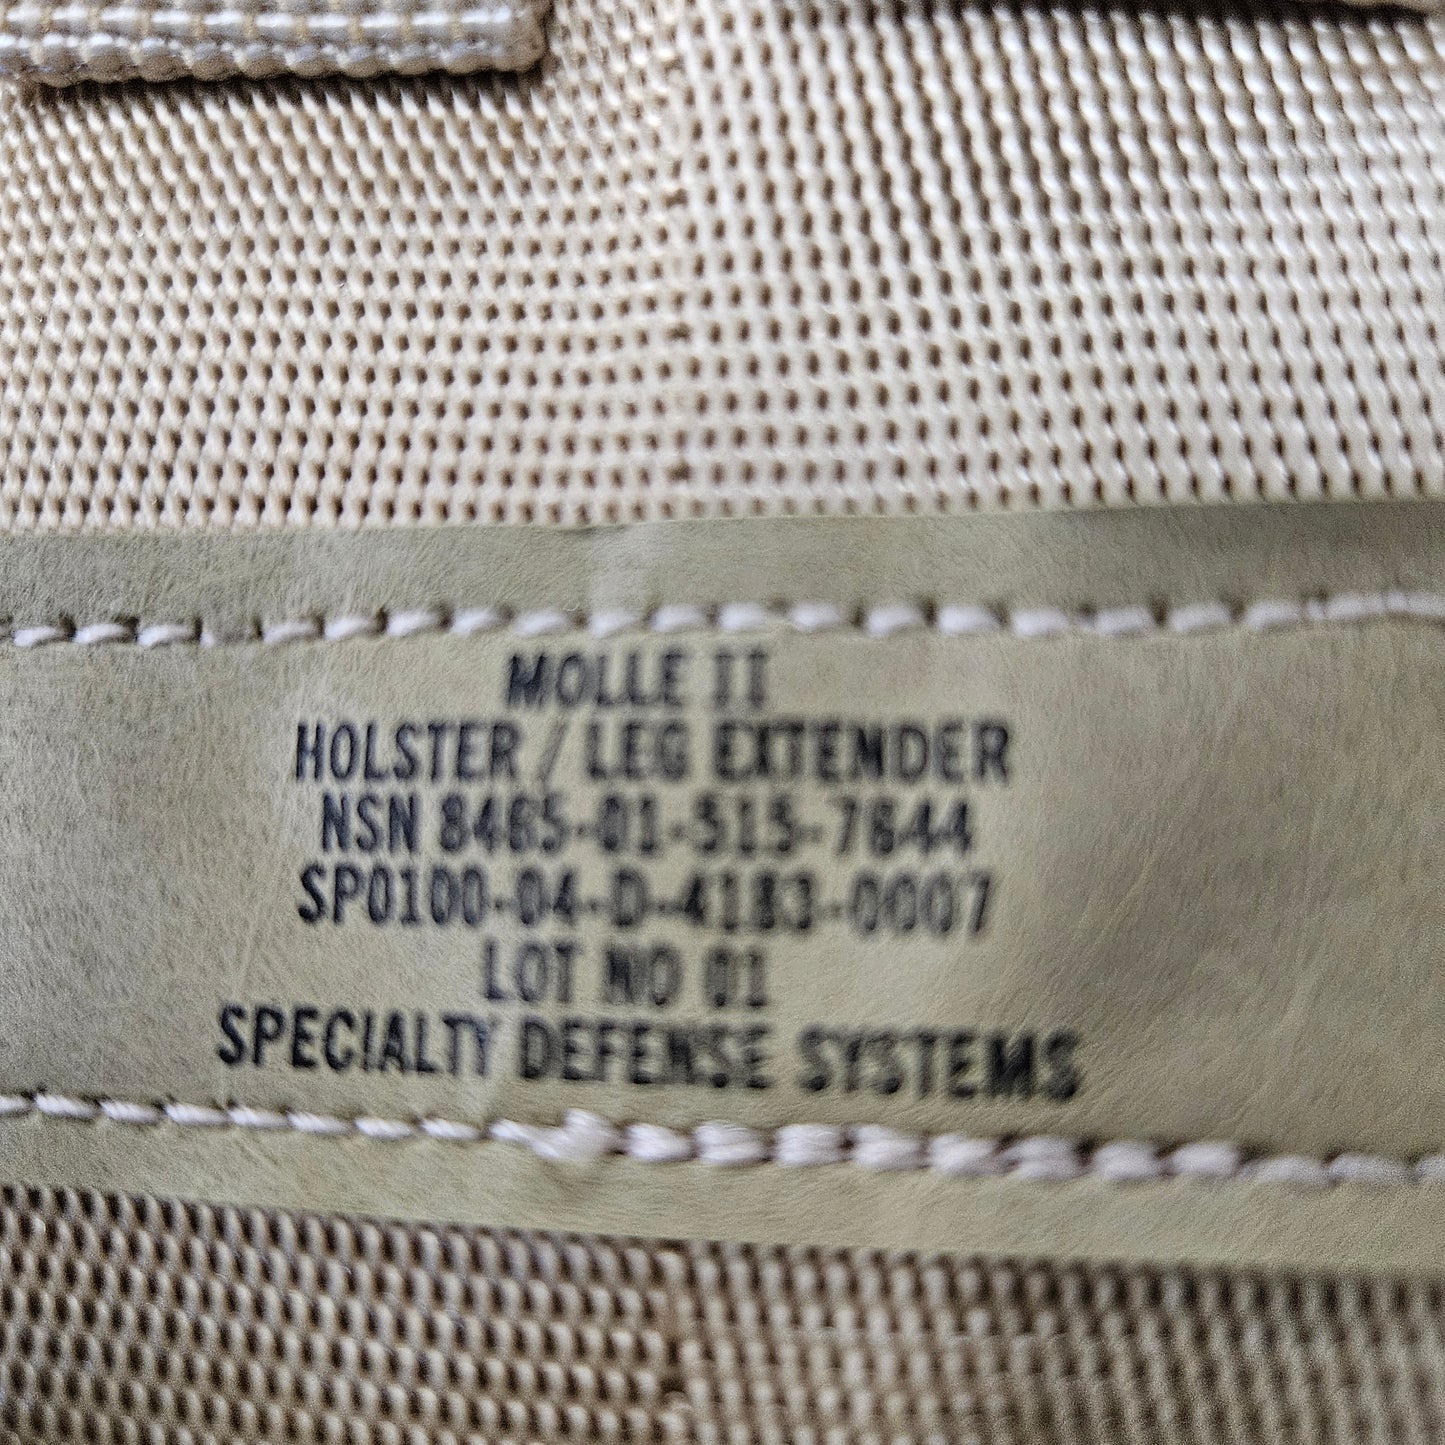 MOLLE II
HOLSTER / LEG EXTENDER
NSN 8465-01-515-7644
SP0100-04-D-4183-0007
LOT NO 01
SPECIALTY DEFENSE SYSTEMS